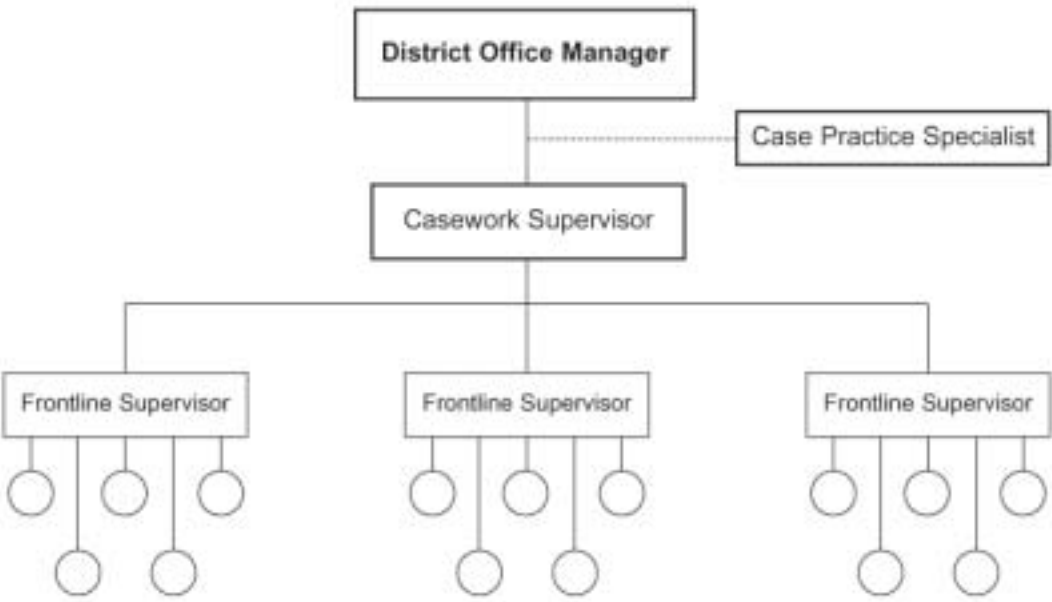 District Office Manager
Case Practice Specialist
Casework Supervisor
Frontline Supervisor
Frontline Supervisor
Frontline Supervisor